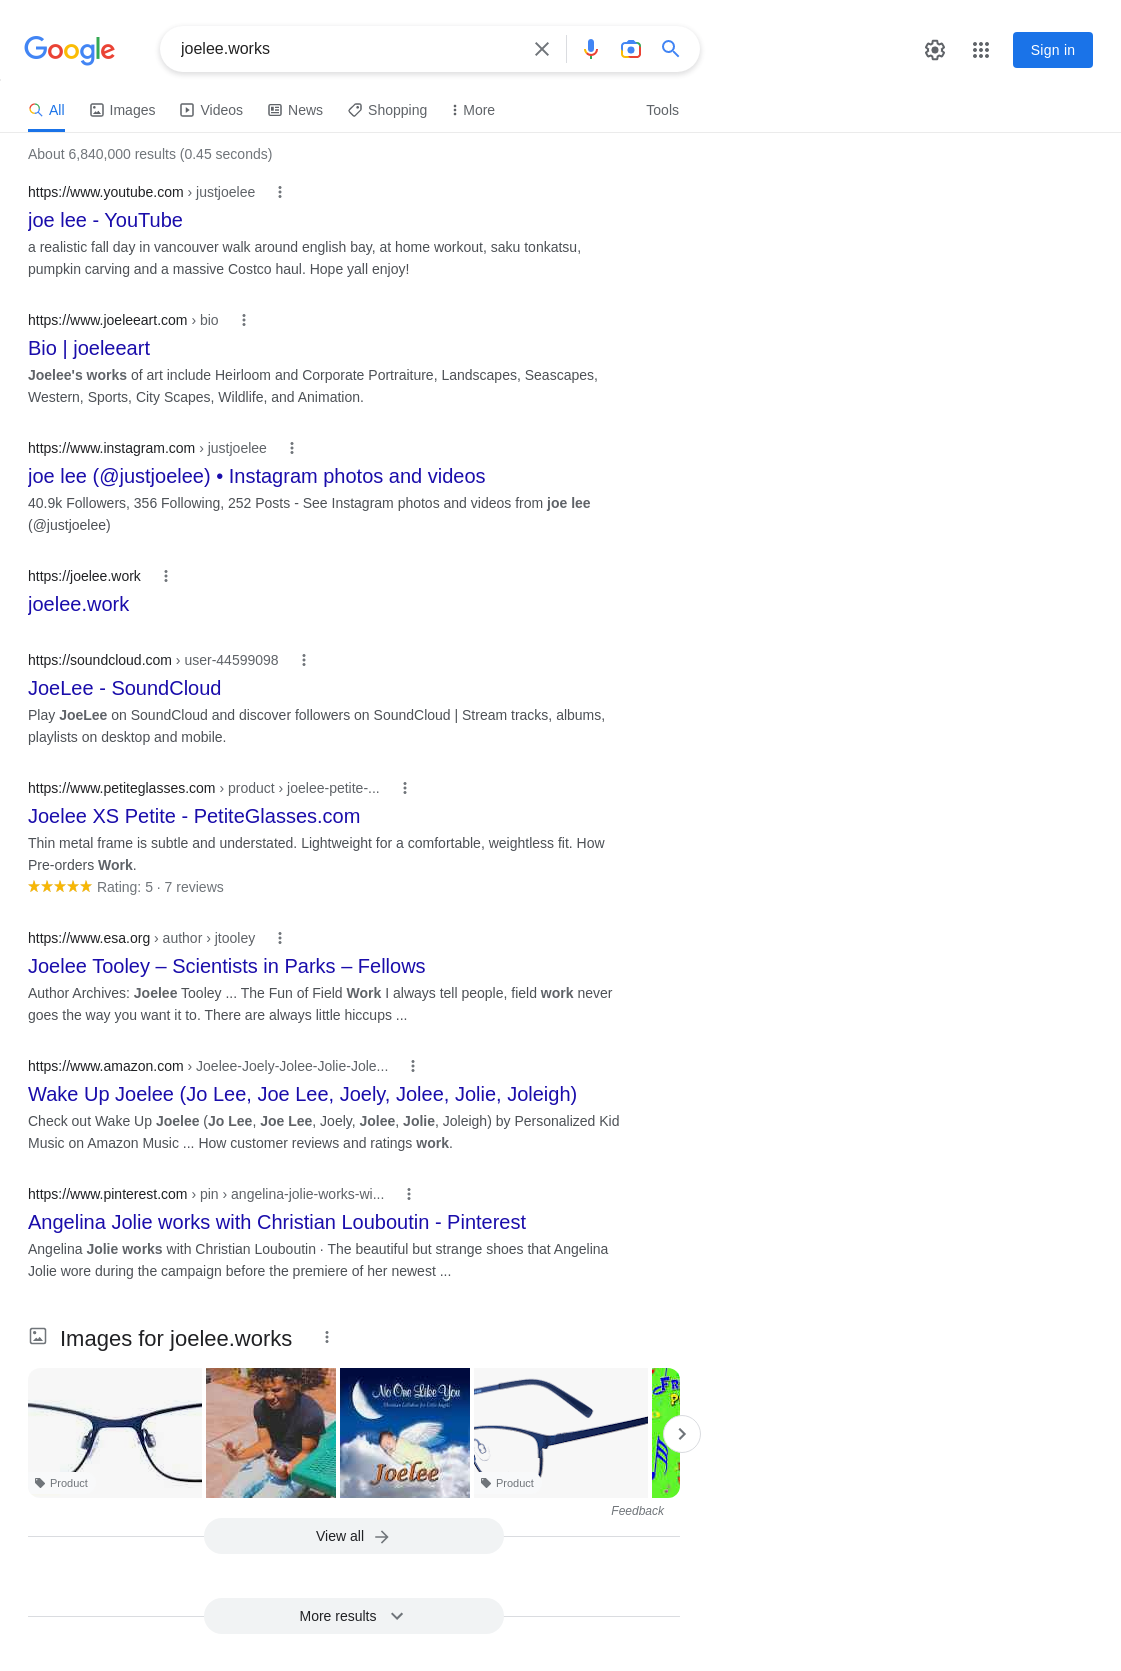 Google
joelee.works
Sign in
All
Images
Videos
News
Shopping
More
Tools
About 6,840,000 results (0.45 seconds)
https://www.youtube.com › justjoelee
joe lee - YouTube
a realistic fall day in vancouver walk around english bay, at home workout, saku tonkatsu,
pumpkin carving and a massive Costco haul. Hope yall enjoy!
https://www.joeleeart.com › bio
Bio | joeleeart
Joelee's works of art include Heirloom and Corporate Portraiture, Landscapes, Seascapes,
Western, Sports, City Scapes, Wildlife, and Animation.
https://www.instagram.com › justjoelee
joe lee (@justjoelee) • Instagram photos and videos
40.9k Followers, 356 Following, 252 Posts - See Instagram photos and videos from joe lee
(@justjoelee)
https://joelee.work
joelee.work
https://soundcloud.com › user-44599098
JoeLee - SoundCloud
Play JoeLee on SoundCloud and discover followers on SoundCloud | Stream tracks, albums,
playlists on desktop and mobile.
https://www.petiteglasses.com › product › joelee-petite-...
Joelee XS Petite - PetiteGlasses.com
Thin metal frame is subtle and understated. Lightweight for a comfortable, weightless fit. How
Pre-orders Work.
Rating: 5 · 7 reviews
https://www.esa.org › author › jtooley
Joelee Tooley – Scientists in Parks – Fellows
Author Archives: Joelee Tooley ... The Fun of Field Work I always tell people, field work never
goes the way you want it to. There are always little hiccups ...
https://www.amazon.com › Joelee-Joely-Jolee-Jolie-Jole...
Wake Up Joelee (Jo Lee, Joe Lee, Joely, Jolee, Jolie, Joleigh)
Check out Wake Up Joelee (Jo Lee, Joe Lee, Joely, Jolee, Jolie, Joleigh) by Personalized Kid
Music on Amazon Music ... How customer reviews and ratings work.
https://www.pinterest.com › pin › angelina-jolie-works-wi...
Angelina Jolie works with Christian Louboutin - Pinterest
Angelina Jolie works with Christian Louboutin · The beautiful but strange shoes that Angelina
Jolie wore during the campaign before the premiere of her newest ...
Images for joelee.works
No One Like You
Christian Lullabies for Little Angels
Joelee
Product
Product
Feedback
View all
More results